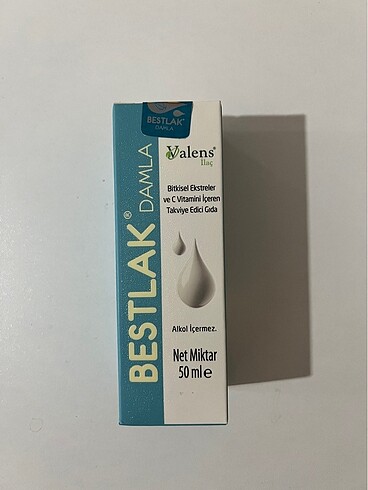 BESTLAK®
DAMLA
Valens®
İlaç
BESTLAK® DAMLA
Bitkisel Ekstreler
ve C Vitamini İçeren
Takviye Edici Gıda
Alkol İçermez.
Net Miktar
50 ml e